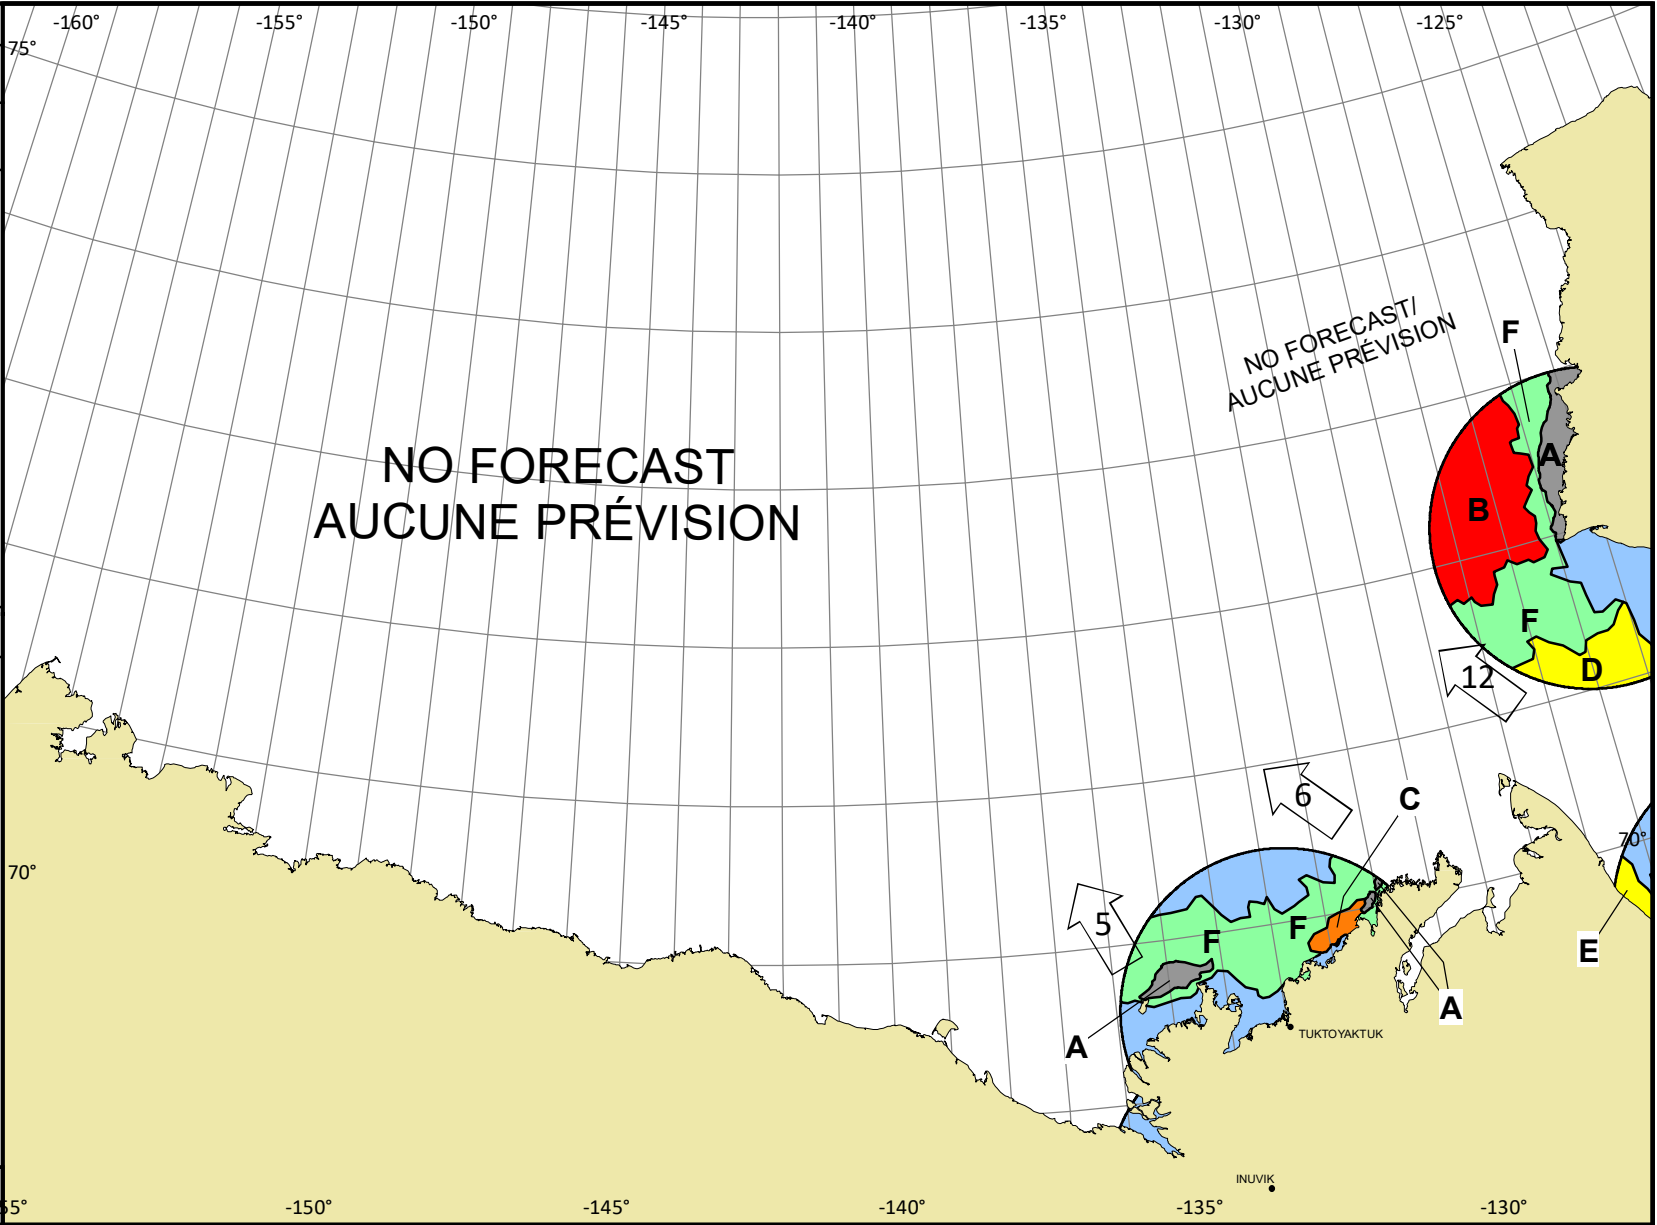 -160° -155° -150° -145° -140° -135° -130° -125°
75°
NO FORECAST/
AUCUNE PRÉVISION
F
A
NO FORECAST
AUCUNE PRÉVISION
B
F
D
12
6
C
70°
70°
5
F
F
E
A
A
TUKTOYAKTUK
INUVIK
55° -150° -145° -140° -135° -130°